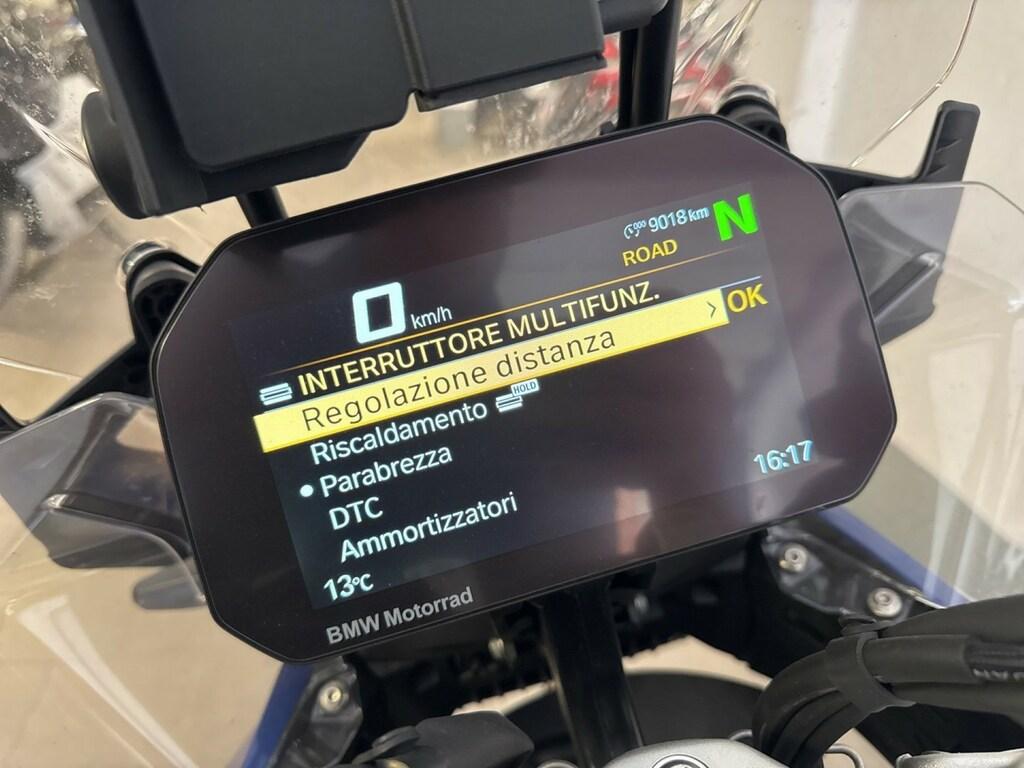 9018 km N
ROAD
0 km/h
INTERRUTTORE MULTIFUNZ.
Regolazione distanza > OK
Riscaldamento HOLD
Parabrezza
DTC
Ammortizzatori
16:17
13°C
BMW Motorrad